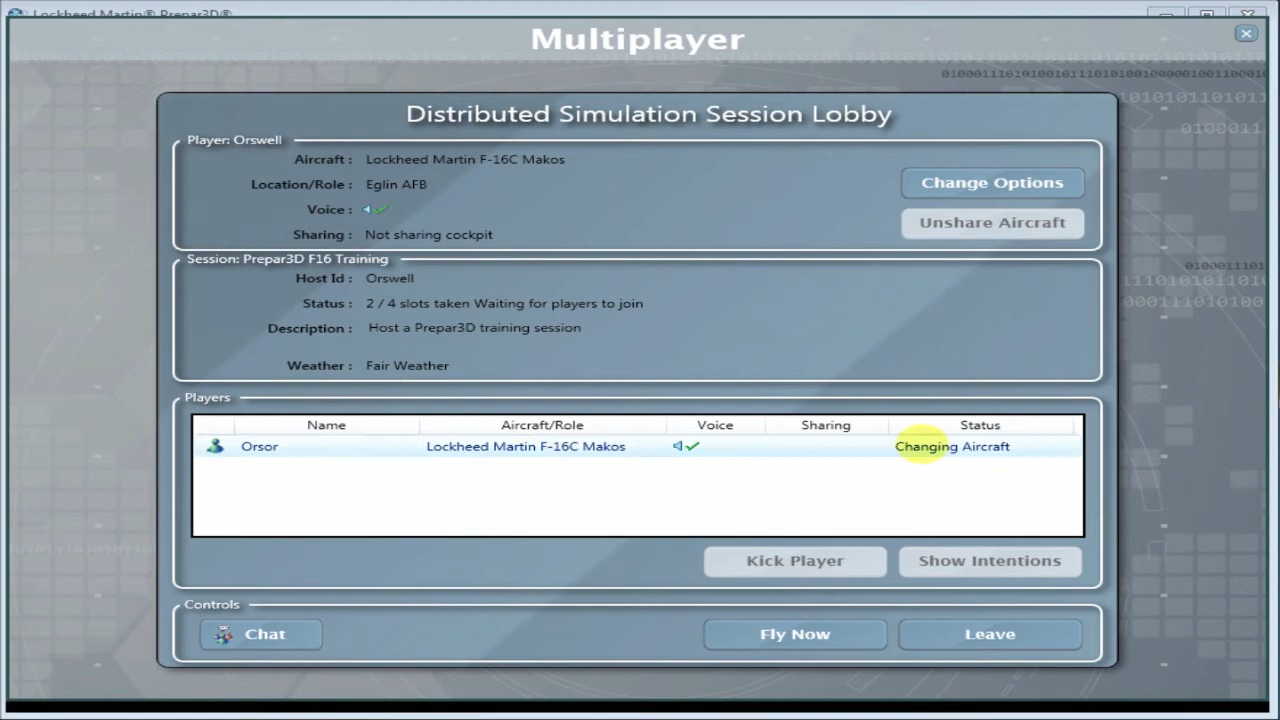 Lockheed Martin® Prepar3D®
Multiplayer
Distributed Simulation Session Lobby
Player: Orswell
Aircraft : Lockheed Martin F-16C Makos
Location/Role : Eglin AFB
Voice :
Sharing : Not sharing cockpit
Change Options
Unshare Aircraft
Session: Prepar3D F16 Training
Host Id : Orswell
Status : 2 / 4 slots taken Waiting for players to join
Description : Host a Prepar3D training session
Weather : Fair Weather
Players
Name Aircraft/Role Voice Sharing Status
Orsor Lockheed Martin F-16C Makos Changing Aircraft
Kick Player Show Intentions
Controls
Chat Fly Now Leave